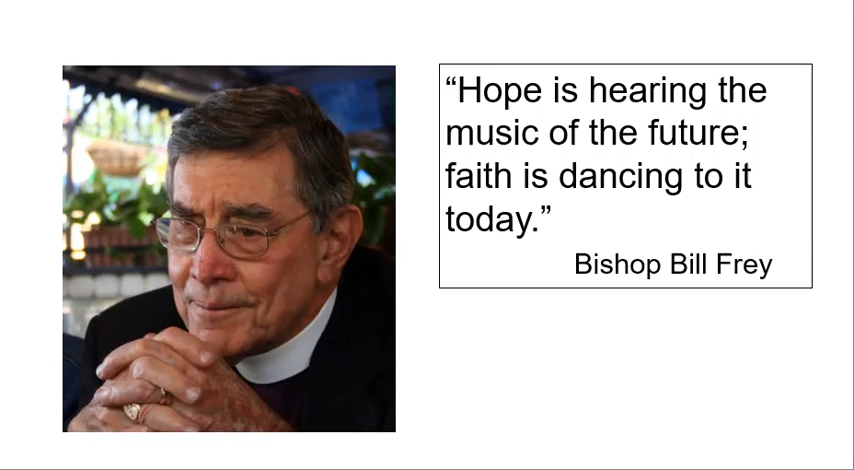 “Hope is hearing the
music of the future;
faith is dancing to it
today.”
Bishop Bill Frey